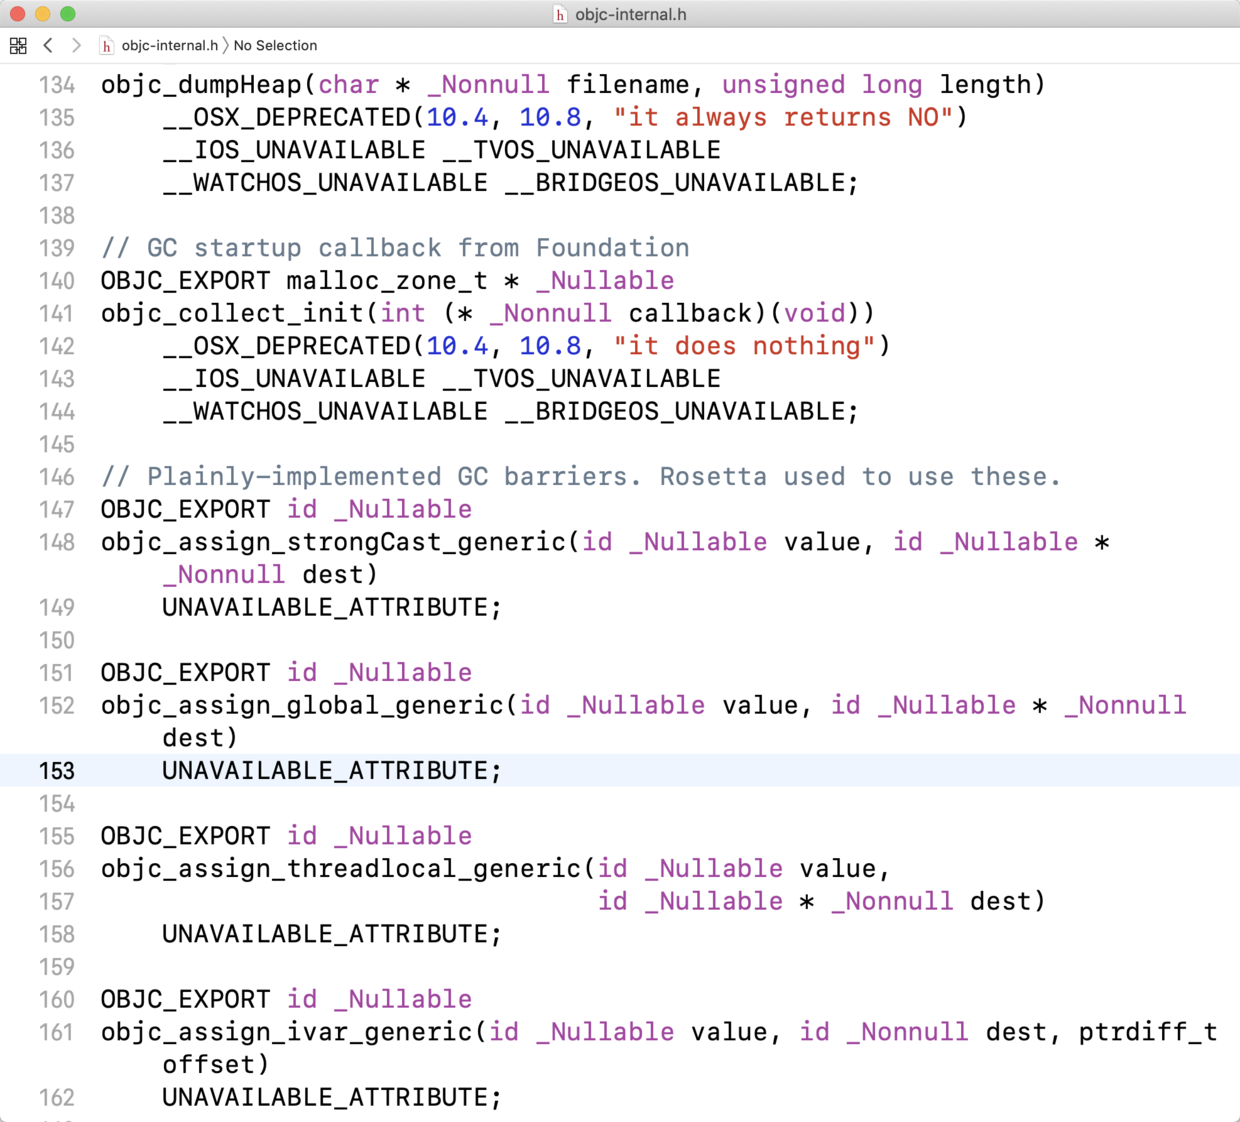 objc-internal.h
objc-internal.h 〉 No Selection
134 objc_dumpHeap(char * _Nonnull filename, unsigned long length)
135     __OSX_DEPRECATED(10.4, 10.8, "it always returns NO")
136     __IOS_UNAVAILABLE __TVOS_UNAVAILABLE
137     __WATCHOS_UNAVAILABLE __BRIDGEOS_UNAVAILABLE;
138
139 // GC startup callback from Foundation
140 OBJC_EXPORT malloc_zone_t * _Nullable
141 objc_collect_init(int (* _Nonnull callback)(void))
142     __OSX_DEPRECATED(10.4, 10.8, "it does nothing")
143     __IOS_UNAVAILABLE __TVOS_UNAVAILABLE
144     __WATCHOS_UNAVAILABLE __BRIDGEOS_UNAVAILABLE;
145
146 // Plainly-implemented GC barriers. Rosetta used to use these.
147 OBJC_EXPORT id _Nullable
148 objc_assign_strongCast_generic(id _Nullable value, id _Nullable *
    _Nonnull dest)
149     UNAVAILABLE_ATTRIBUTE;
150
151 OBJC_EXPORT id _Nullable
152 objc_assign_global_generic(id _Nullable value, id _Nullable * _Nonnull
    dest)
153     UNAVAILABLE_ATTRIBUTE;
154
155 OBJC_EXPORT id _Nullable
156 objc_assign_threadlocal_generic(id _Nullable value,
157                                 id _Nullable * _Nonnull dest)
158     UNAVAILABLE_ATTRIBUTE;
159
160 OBJC_EXPORT id _Nullable
161 objc_assign_ivar_generic(id _Nullable value, id _Nonnull dest, ptrdiff_t
    offset)
162     UNAVAILABLE_ATTRIBUTE;